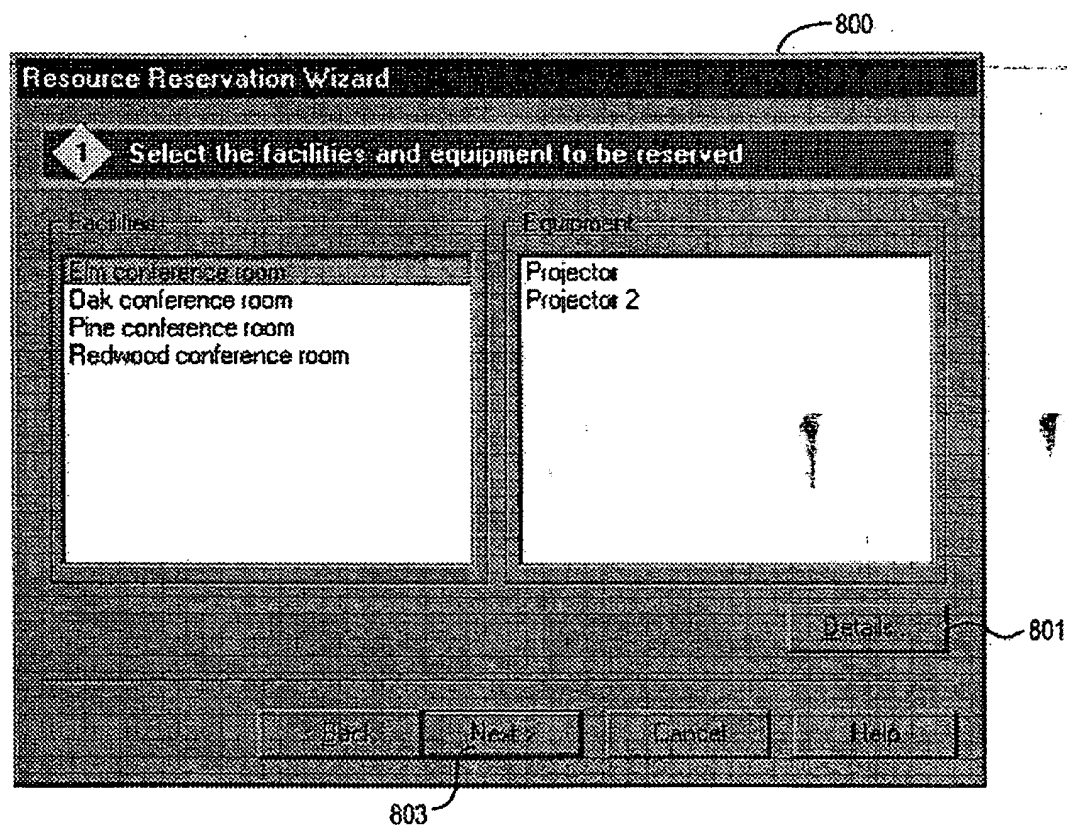 800
Resource Reservation Wizard
1 Select the facilities and equipment to be reserved
Facilities
Equipment
Elm conference room
Oak conference room
Pine conference room
Redwood conference room
Projector
Projector 2
Details...
801
< Back
Next >
Cancel
Help
803